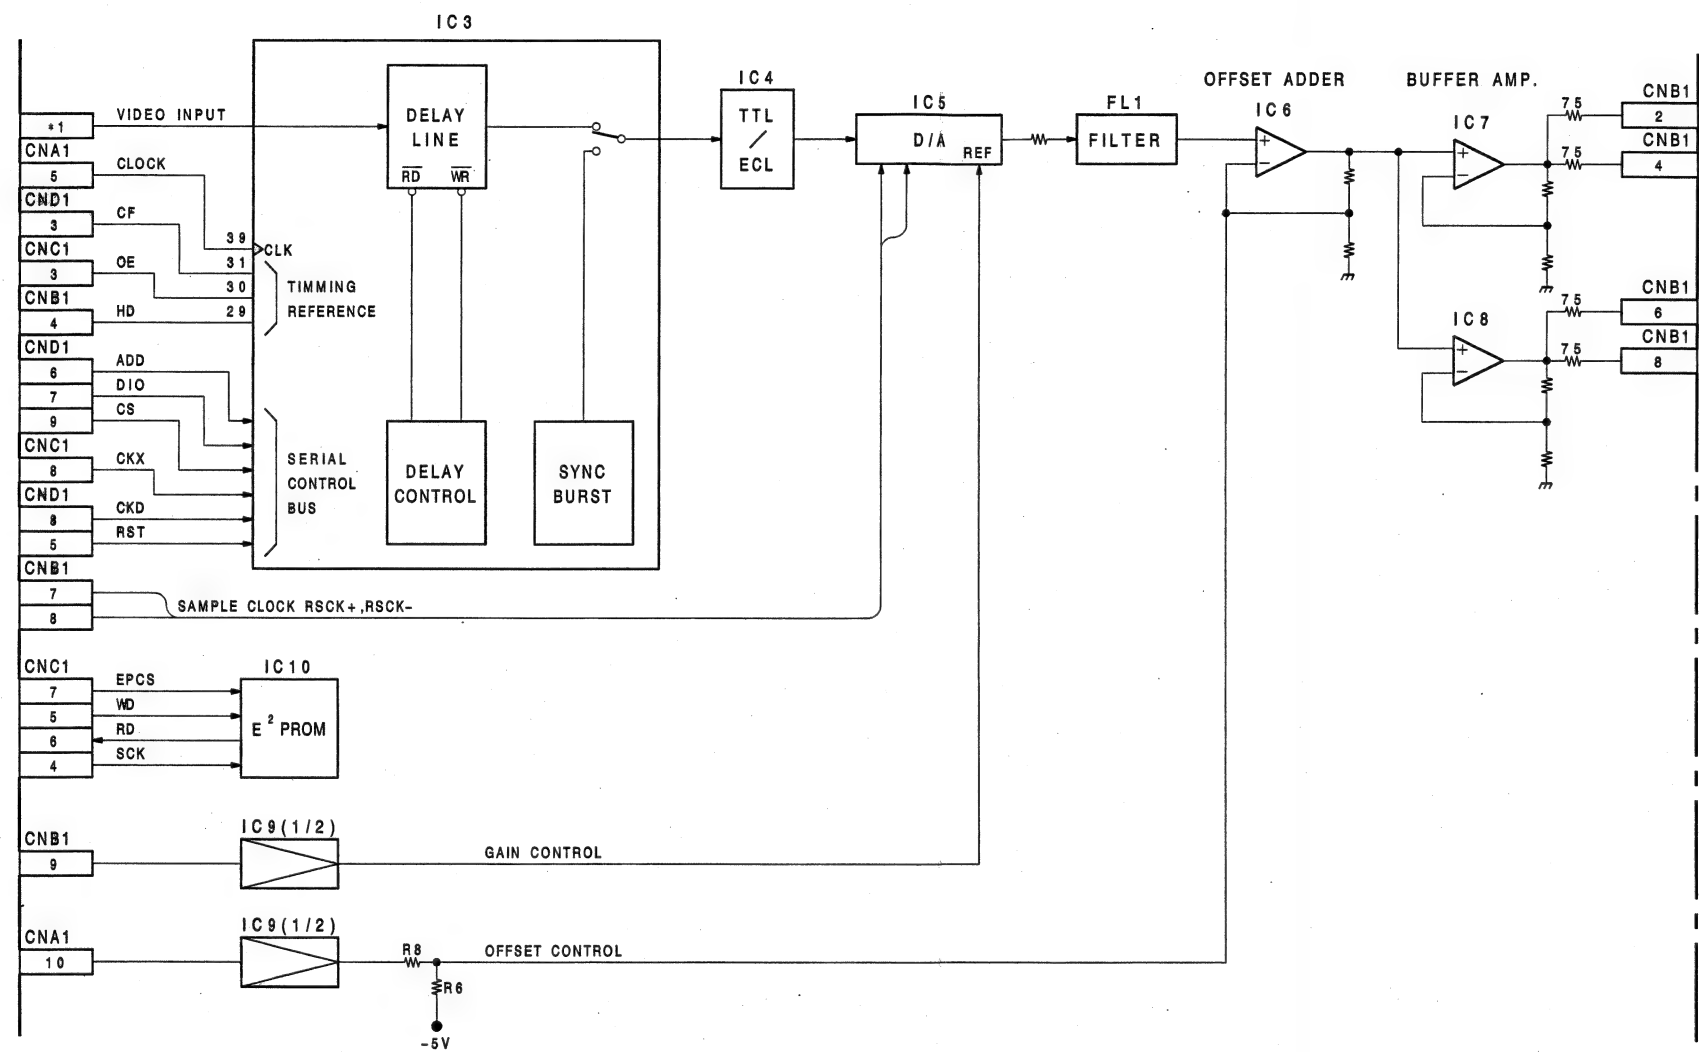 IC3
*1
VIDEO INPUT
CNA1
5
CLOCK
CND1
3
CF
CNC1
3
OE
CNB1
4
HD
CND1
6
ADD
7
DIO
9
CS
CNC1
8
CKX
CND1
8
CKD
5
RST
CNB1
7
8
SAMPLE CLOCK RSCK+,RSCK-
39
CLK
31
30
29
TIMMING
REFERENCE
SERIAL
CONTROL
BUS
DELAY
LINE
RD
WR
DELAY
CONTROL
SYNC
BURST
IC4
TTL
/
ECL
IC5
D/A
REF
FL1
FILTER
OFFSET ADDER
IC6
+
-
BUFFER AMP.
IC7
+
-
75
CNB1
2
75
CNB1
4
IC8
+
-
75
CNB1
6
75
CNB1
8
CNC1
7
EPCS
5
WD
6
RD
4
SCK
IC10
E2 PROM
CNB1
9
IC9(1/2)
GAIN CONTROL
CNA1
10
IC9(1/2)
R8
OFFSET CONTROL
R6
-5V